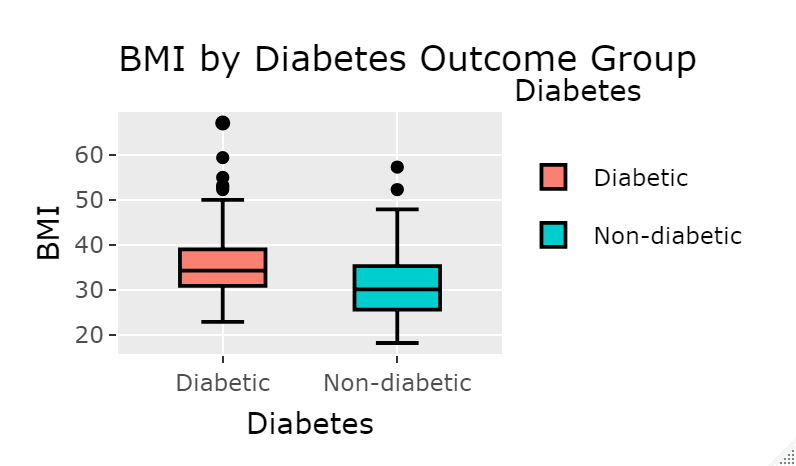 BMI by Diabetes Outcome Group
Diabetes
60
50
40
30
20
BMI
Diabetic
Non-diabetic
Diabetic
Non-diabetic
Diabetes